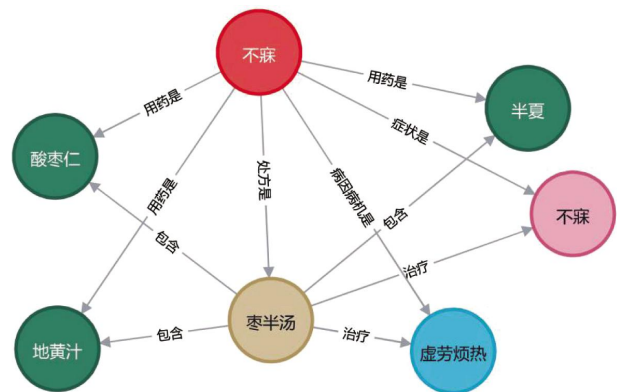 不寐
用药是
用药是
半夏
症状是
酸枣仁
用药是
处方是
病因病机是
不寐
包含
包含
治疗
枣半汤
地黄汁
包含
治疗
虚劳烦热